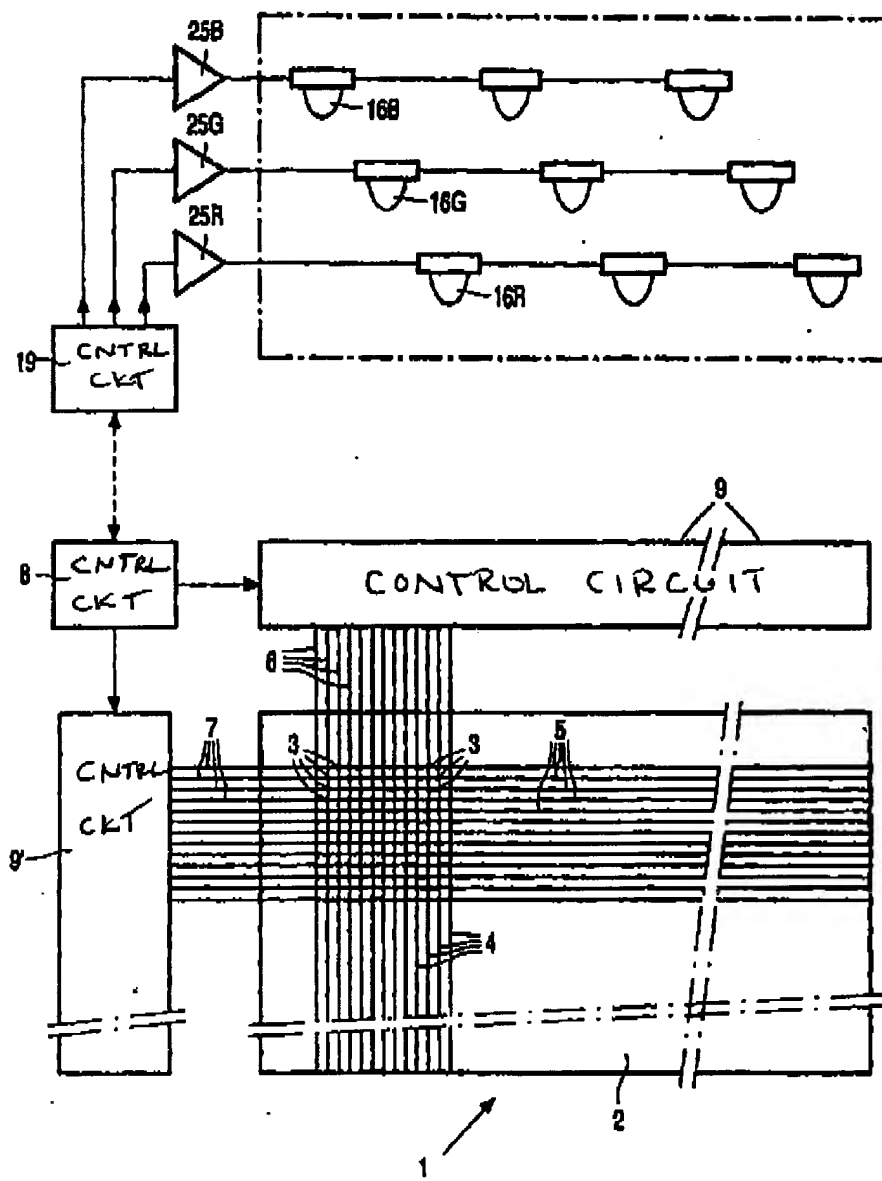 25B
16B
25G
16G
25R
16R
19
CNTRL
CKT
9
8
CNTRL
CKT
CONTROL CIRCUIT
6
7
3
3
5
CNTRL
CKT
9'
4
2
1